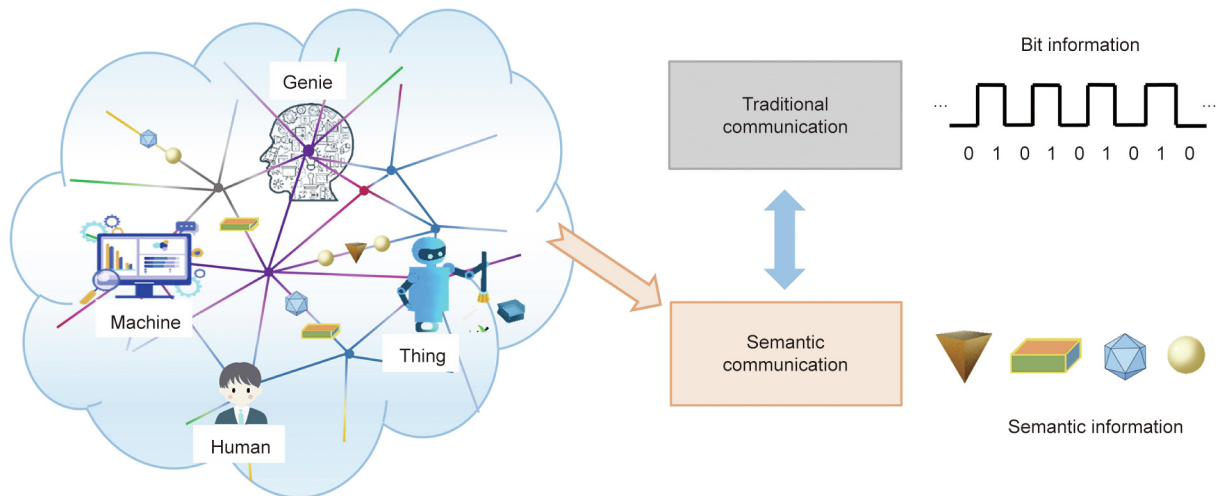 Genie
Machine
Thing
Human
Traditional
communication
Bit information
... ...
0 1 0 1 0 1 0 1 0
Semantic
communication
Semantic information